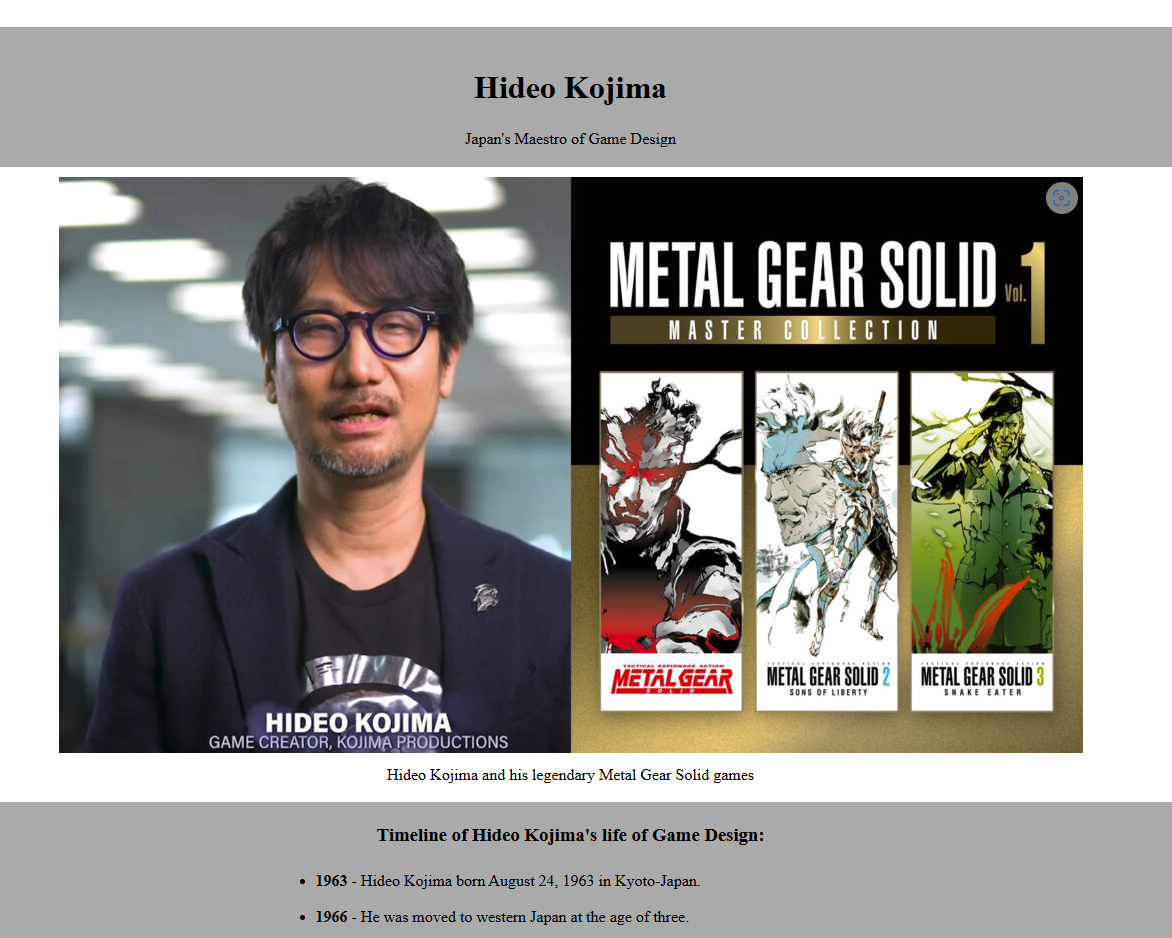 Hideo Kojima
Japan's Maestro of Game Design
METAL GEAR SOLID Vol. 1
MASTER COLLECTION
TACTICAL ESPIONAGE ACTION
METAL GEAR
SOLID
TACTICAL ESPIONAGE ACTION
METAL GEAR SOLID 2
SONS OF LIBERTY
TACTICAL ESPIONAGE ACTION
METAL GEAR SOLID 3
SNAKE EATER
HIDEO KOJIMA
GAME CREATOR, KOJIMA PRODUCTIONS
Hideo Kojima and his legendary Metal Gear Solid games
Timeline of Hideo Kojima's life of Game Design:
1963 - Hideo Kojima born August 24, 1963 in Kyoto-Japan.
1966 - He was moved to western Japan at the age of three.